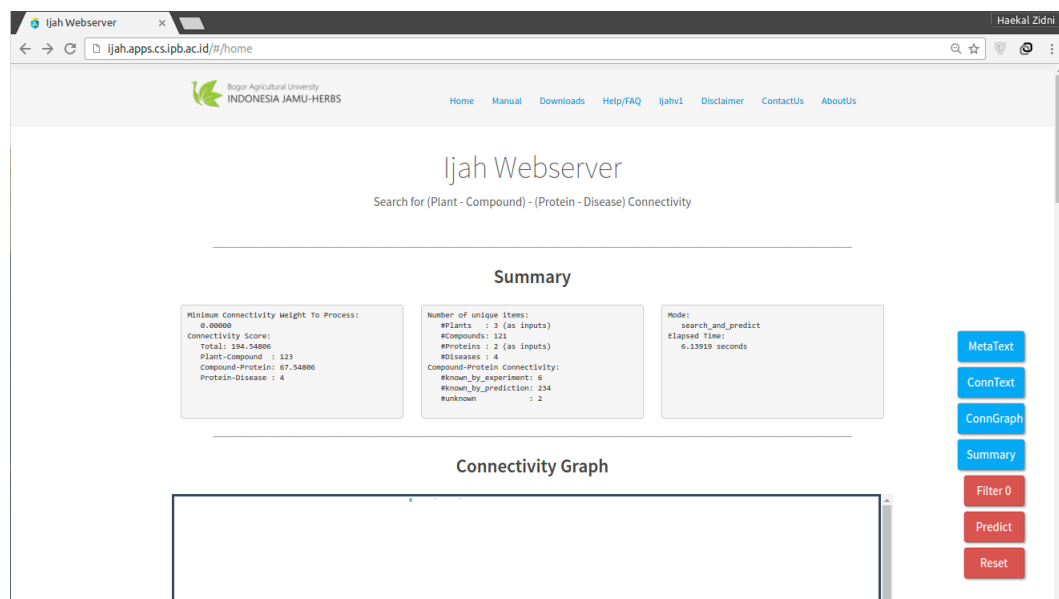 Ijah Webserver
Haekal Zidni
ijah.apps.cs.ipb.ac.id/#/home
Bogor Agricultural University
INDONESIA JAMU-HERBS
Home Manual Downloads Help/FAQ Ijahv1 Disclaimer ContactUs AboutUs
Ijah Webserver
Search for (Plant - Compound) - (Protein - Disease) Connectivity
Summary
Minimum Connectivity Weight To Process:
0.00000
Connectivity Score:
Total: 194.54806
Plant-Compound : 123
Compound-Protein: 67.54806
Protein-Disease : 4
Number of unique items:
#Plants : 3 (as inputs)
#Compounds: 121
#Proteins : 2 (as inputs)
#Diseases : 4
Compound-Protein Connectivity:
#known_by_experiment: 6
#known_by_prediction: 234
#unknown : 2
Mode:
search_and_predict
Elapsed Time:
6.13919 seconds
MetaText
ConnText
ConnGraph
Summary
Filter 0
Predict
Reset
Connectivity Graph